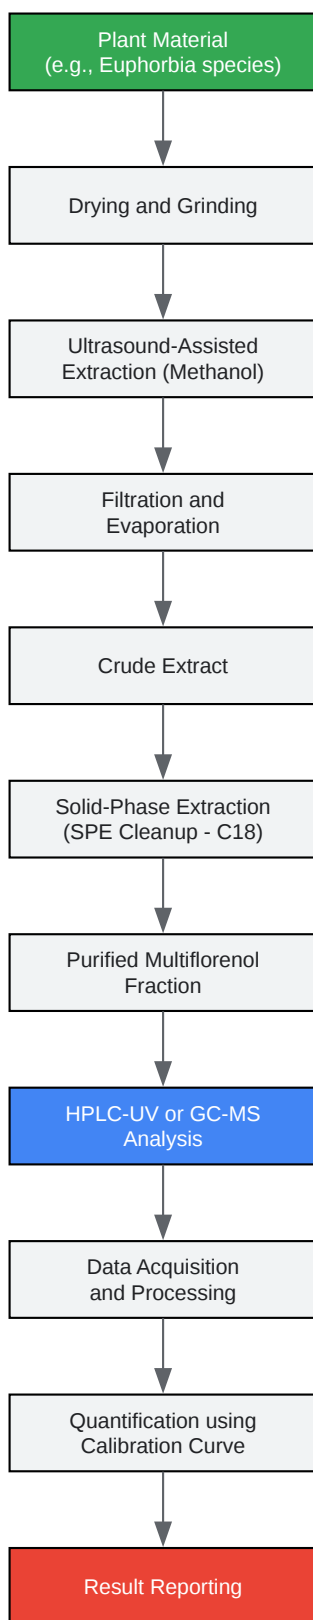 Plant Material
(e.g., Euphorbia species)
Drying and Grinding
Ultrasound-Assisted
Extraction (Methanol)
Filtration and
Evaporation
Crude Extract
Solid-Phase Extraction
(SPE Cleanup - C18)
Purified Multiflorenol
Fraction
HPLC-UV or GC-MS
Analysis
Data Acquisition
and Processing
Quantification using
Calibration Curve
Result Reporting